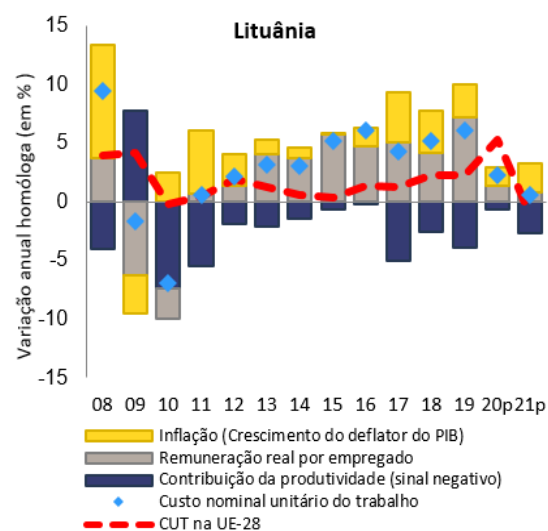 Lituânia
Variação anual homóloga (em %)
15
10
5
0
-5
-10
-15
08 09 10 11 12 13 14 15 16 17 18 19 20p 21p
Inflação (Crescimento do deflator do PIB)
Remuneração real por empregado
Contribuição da produtividade (sinal negativo)
Custo nominal unitário do trabalho
CUT na UE-28